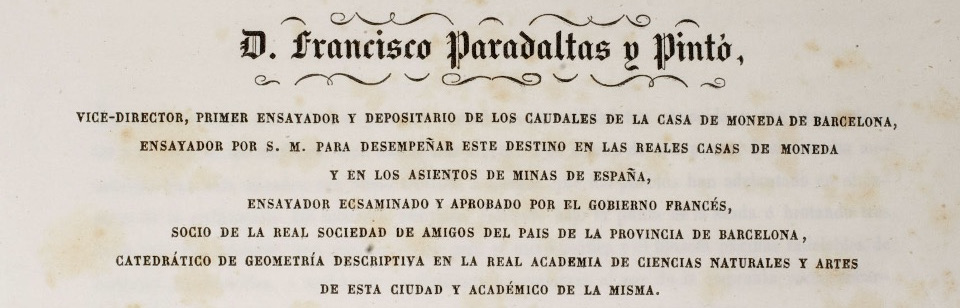 D. Francisco Paradaltas y Pintó,
VICE-DIRECTOR, PRIMER ENSAYADOR Y DEPOSITARIO DE LOS CAUDALES DE LA CASA DE MONEDA DE BARCELONA,
ENSAYADOR POR S. M. PARA DESEMPEÑAR ESTE DESTINO EN LAS REALES CASAS DE MONEDA
Y EN LOS ASIENTOS DE MINAS DE ESPAÑA,
ENSAYADOR ECSAMINADO Y APROBADO POR EL GOBIERNO FRANCÉS,
SOCIO DE LA REAL SOCIEDAD DE AMIGOS DEL PAIS DE LA PROVINCIA DE BARCELONA,
CATEDRÁTICO DE GEOMETRÍA DESCRIPTIVA EN LA REAL ACADEMIA DE CIENCIAS NATURALES Y ARTES
DE ESTA CIUDAD Y ACADÉMICO DE LA MISMA.